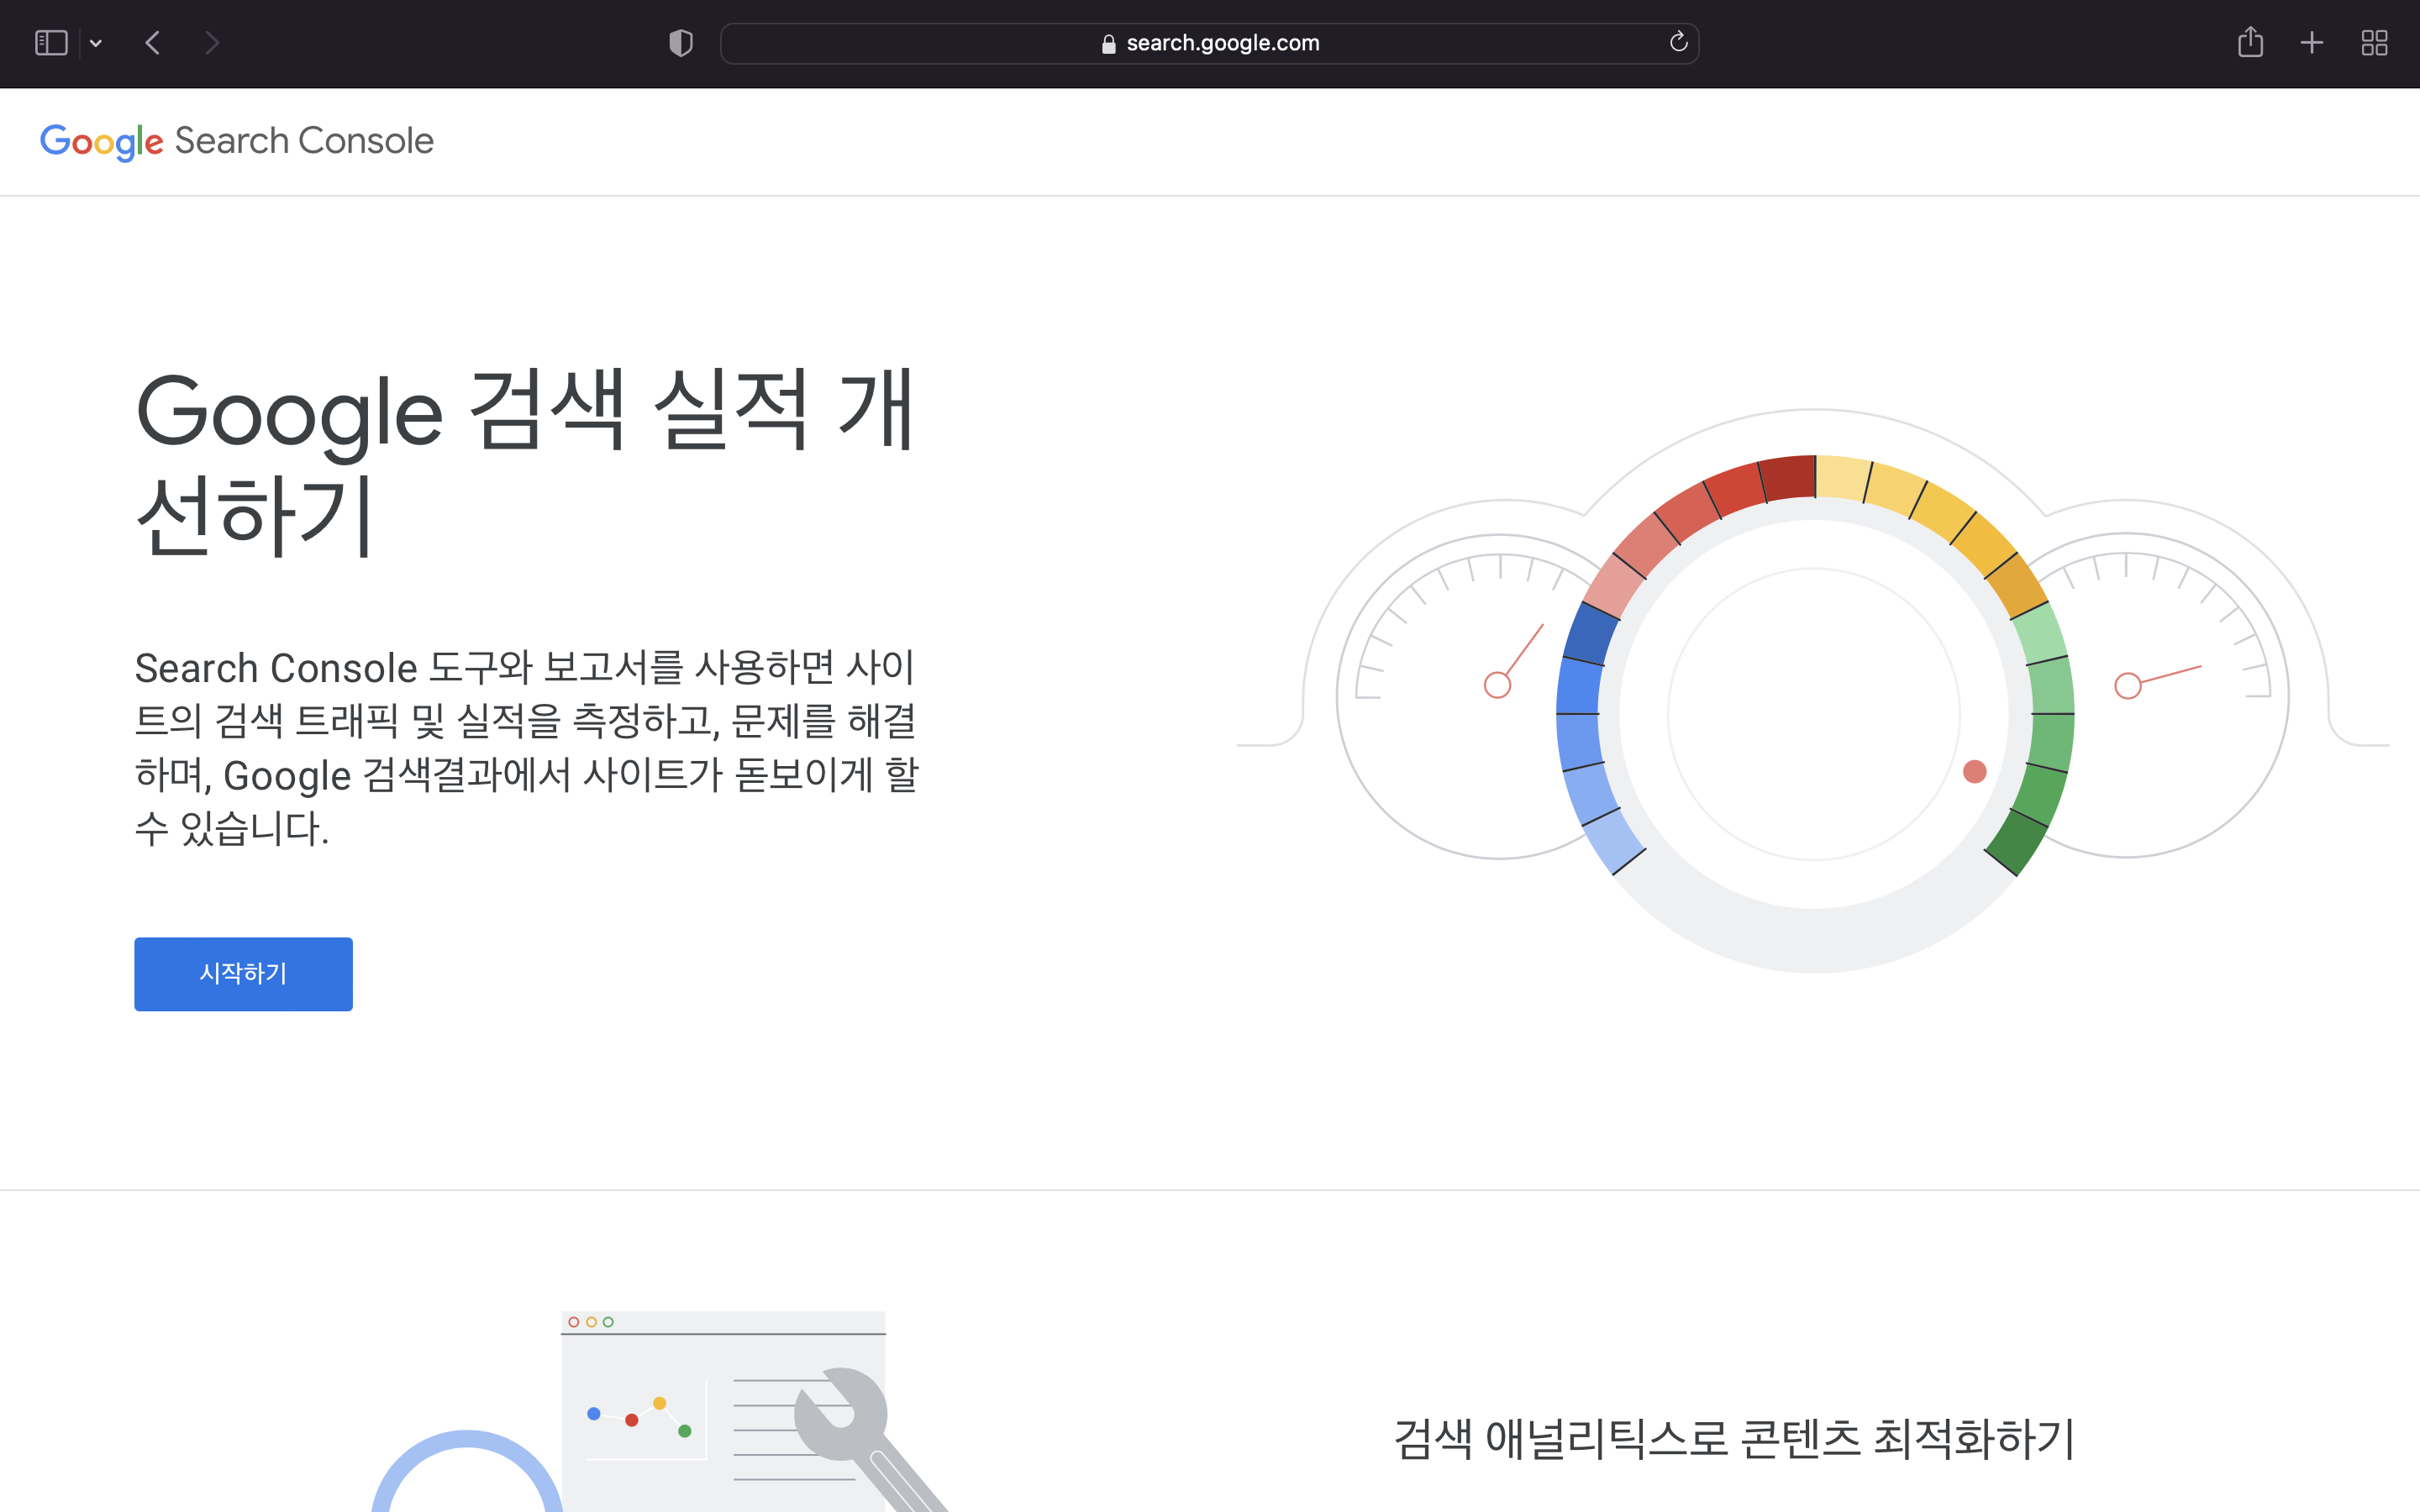 search.google.com
Google Search Console
Google 검색 실적 개
선하기
Search Console 도구와 보고서를 사용하면 사이
트의 검색 트래픽 및 실적을 측정하고, 문제를 해결
하며, Google 검색결과에서 사이트가 돋보이게 할
수 있습니다.
시작하기
검색 애널리틱스로 콘텐츠 최적화하기